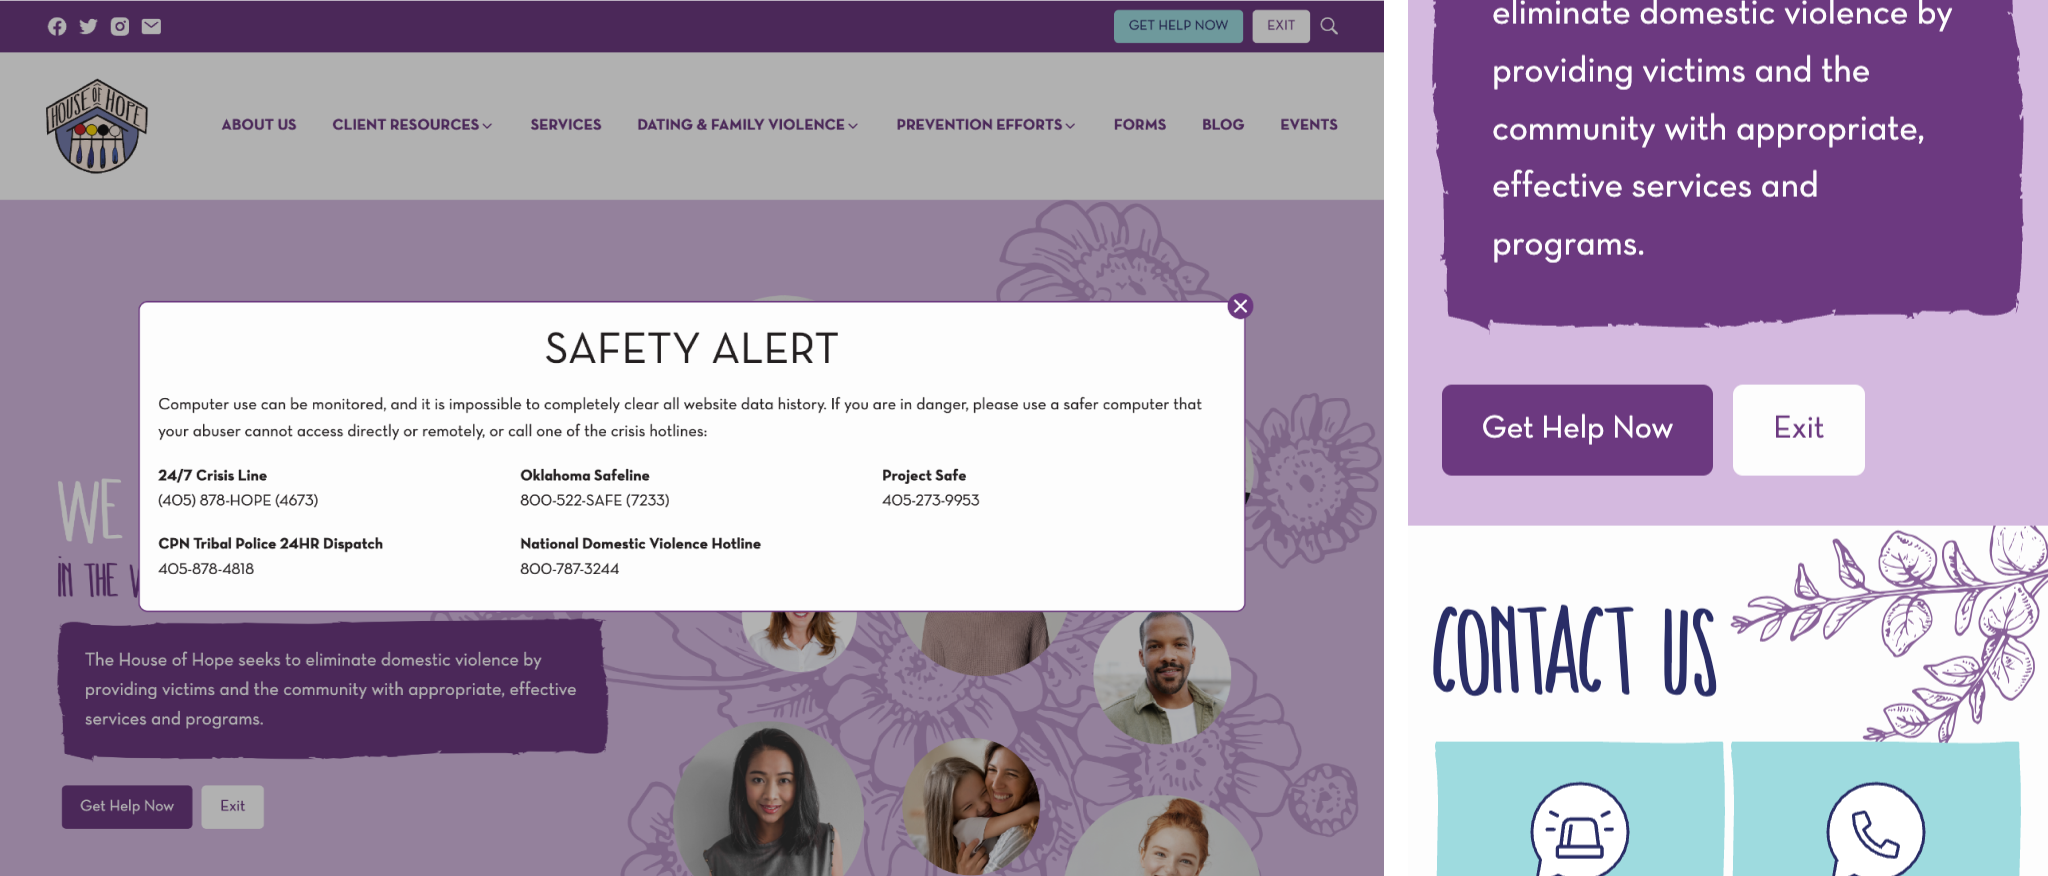 GET HELP NOW
EXIT
HOUSE OF HOPE
ABOUT US
CLIENT RESOURCES
SERVICES
DATING & FAMILY VIOLENCE
PREVENTION EFFORTS
FORMS
BLOG
EVENTS
SAFETY ALERT
Computer use can be monitored, and it is impossible to completely clear all website data history. If you are in danger, please use a safer computer that
your abuser cannot access directly or remotely, or call one of the crisis hotlines:
24/7 Crisis Line
(405) 878-HOPE (4673)
Oklahoma Safeline
800-522-SAFE (7233)
Project Safe
405-273-9953
CPN Tribal Police 24HR Dispatch
405-878-4818
National Domestic Violence Hotline
800-787-3244
WE
IN THE
The House of Hope seeks to eliminate domestic violence by
providing victims and the community with appropriate, effective
services and programs.
Get Help Now
Exit
eliminate domestic violence by
providing victims and the
community with appropriate,
effective services and
programs.
Get Help Now
Exit
CONTACT US